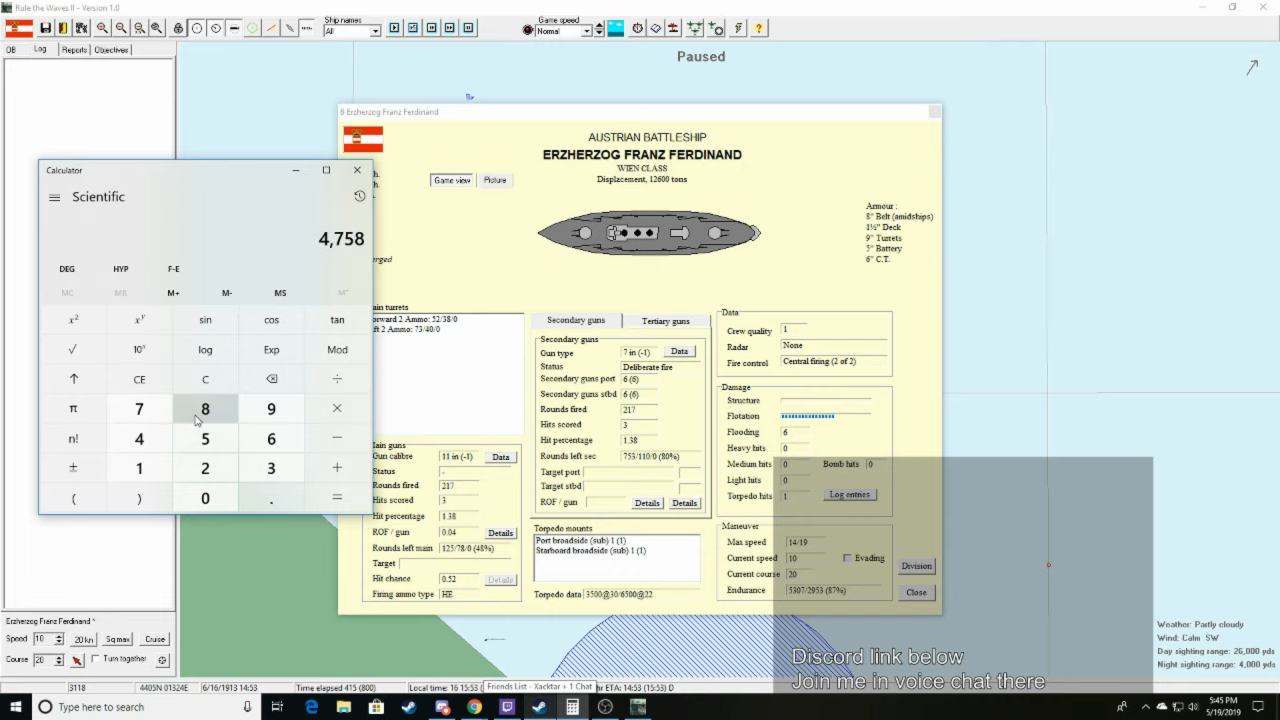 Rule the Waves II - Version 1.0
Ship names
All
Game speed
Normal
OB Log Reports Objectives
Paused
8 Erzherzog Franz Ferdinand
AUSTRIAN BATTLESHIP
ERZHERZOG FRANZ FERDINAND
WIEN CLASS
Displacement, 12600 tons
Game view Picture
Armour :
8" Belt (amidships)
1½" Deck
9" Turrets
5" Battery
6" C.T.
Calculator
Scientific
4,758
DEG HYP F-E
MC MR M+ M- MS M˅
x² xʸ sin cos tan
√ 10ˣ log Exp Mod
↑ CE C ÷
π 7 8 9 ×
n! 4 5 6 −
± 1 2 3 +
( ) 0 . =
Forward 2 Ammo: 52/38/0
Aft 2 Ammo: 73/40/0
Gun calibre 11 in (-1) Data
Status -
Rounds fired 217
Hits scored 3
Hit percentage 1.38
ROF / gun 0.04 Details
Rounds left main 125/78/0 (48%)
Target
Hit chance 0.52 Details
Firing ammo type HE
Secondary guns Tertiary guns
Secondary guns
Gun type 7 in (-1) Data
Status Deliberate fire
Secondary guns port 6 (6)
Secondary guns stbd 6 (6)
Rounds fired 217
Hits scored 3
Hit percentage 1.38
Rounds left sec 753/110/0 (80%)
Target port
Target stbd
ROF / gun Details Details
Torpedo mounts
Port broadside (sub) 1 (1)
Starboard broadside (sub) 1 (1)
Torpedo data 3500@30/6500@22
Data
Crew quality 1
Radar None
Fire control Central firing (2 of 2)
Damage
Structure
Flotation
Flooding 6
Heavy hits 0
Medium hits 0 Bomb hits 0
Light hits 0
Torpedo hits 1 Log entries
Maneuver
Max speed 14/19
Current speed 10 Evading
Current course 20
Endurance 5307/2953 (87%)
Division
Close
Discord link below
Join me in voice chat there
Weather: Partly cloudy
Wind: Calm SW
Day sighting range: 26,000 yds
Night sighting range: 4,000 yds
Erzherzog Franz Ferdinand *
Speed 10 20 kn Sq max Cruise
Course 20 Turn together
3118 4405N 01324E 6/16/1913 14:53 Time elapsed 415 (800) Local time: 16 15:53
Friends List - Xacktar + 1 Chat
ETA: 14:53 (15:53) D
Type here to search
5:45 PM
5/19/2019